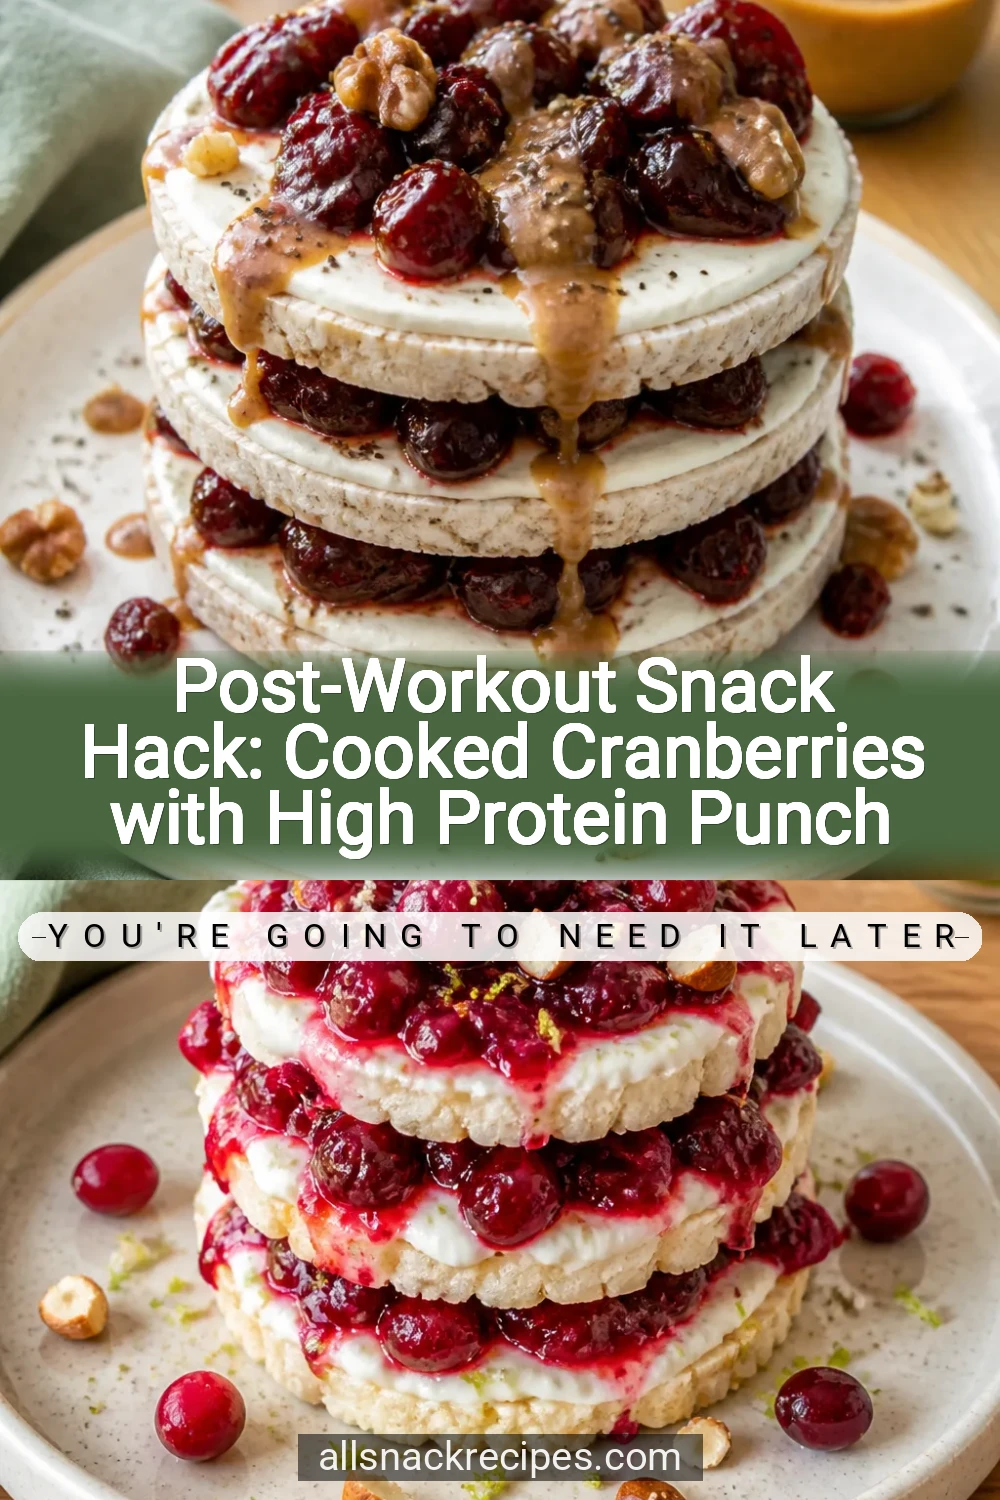 Post-Workout Snack
Hack: Cooked Cranberries
with High Protein Punch
YOU'RE GOING TO NEED IT LATER
allsnackrecipes.com